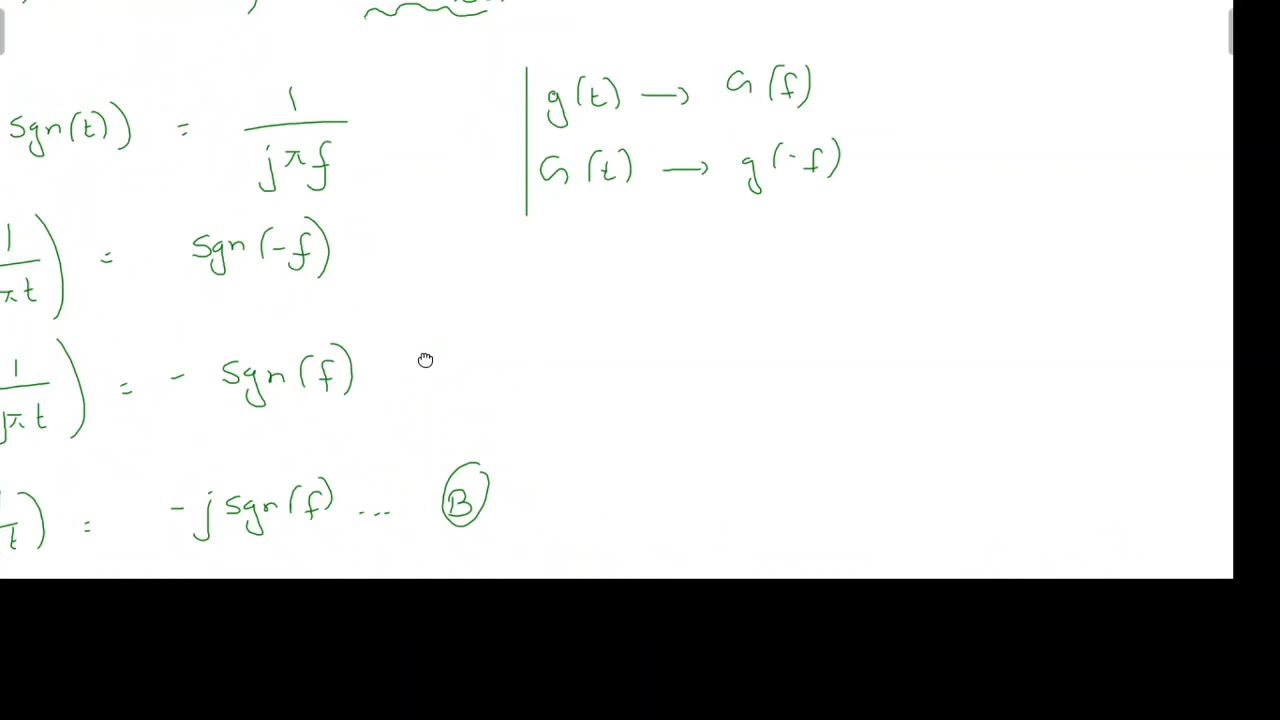 sgn(t)) = 1/(jπf)
1/πt) = sgn(-f)
1/(jπt)) = - sgn(f)
t) = - j sgn(f) ... B
g(t) → G(f)
G(t) → g(-f)